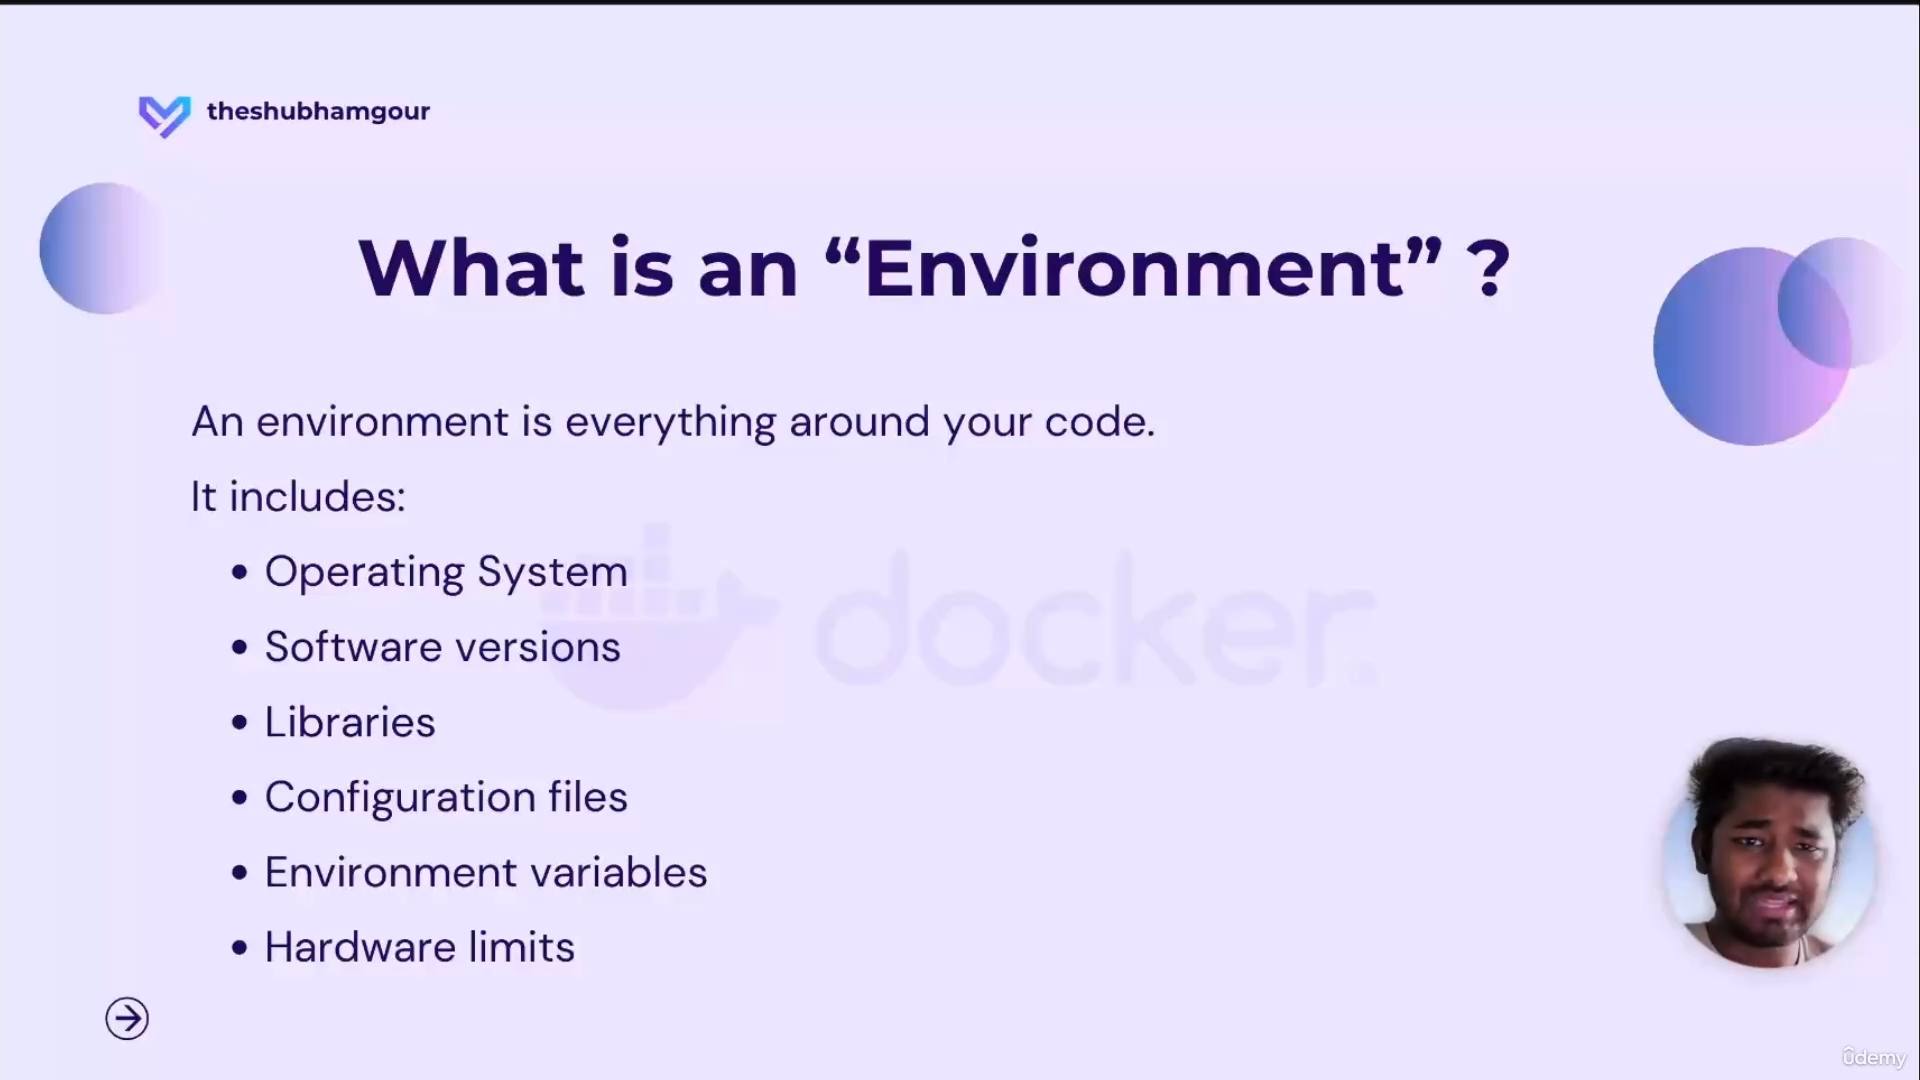 theshubhamgour
What is an “Environment” ?
An environment is everything around your code.
It includes:
• Operating System
• Software versions
• Libraries
• Configuration files
• Environment variables
• Hardware limits
docker.
ûdemy